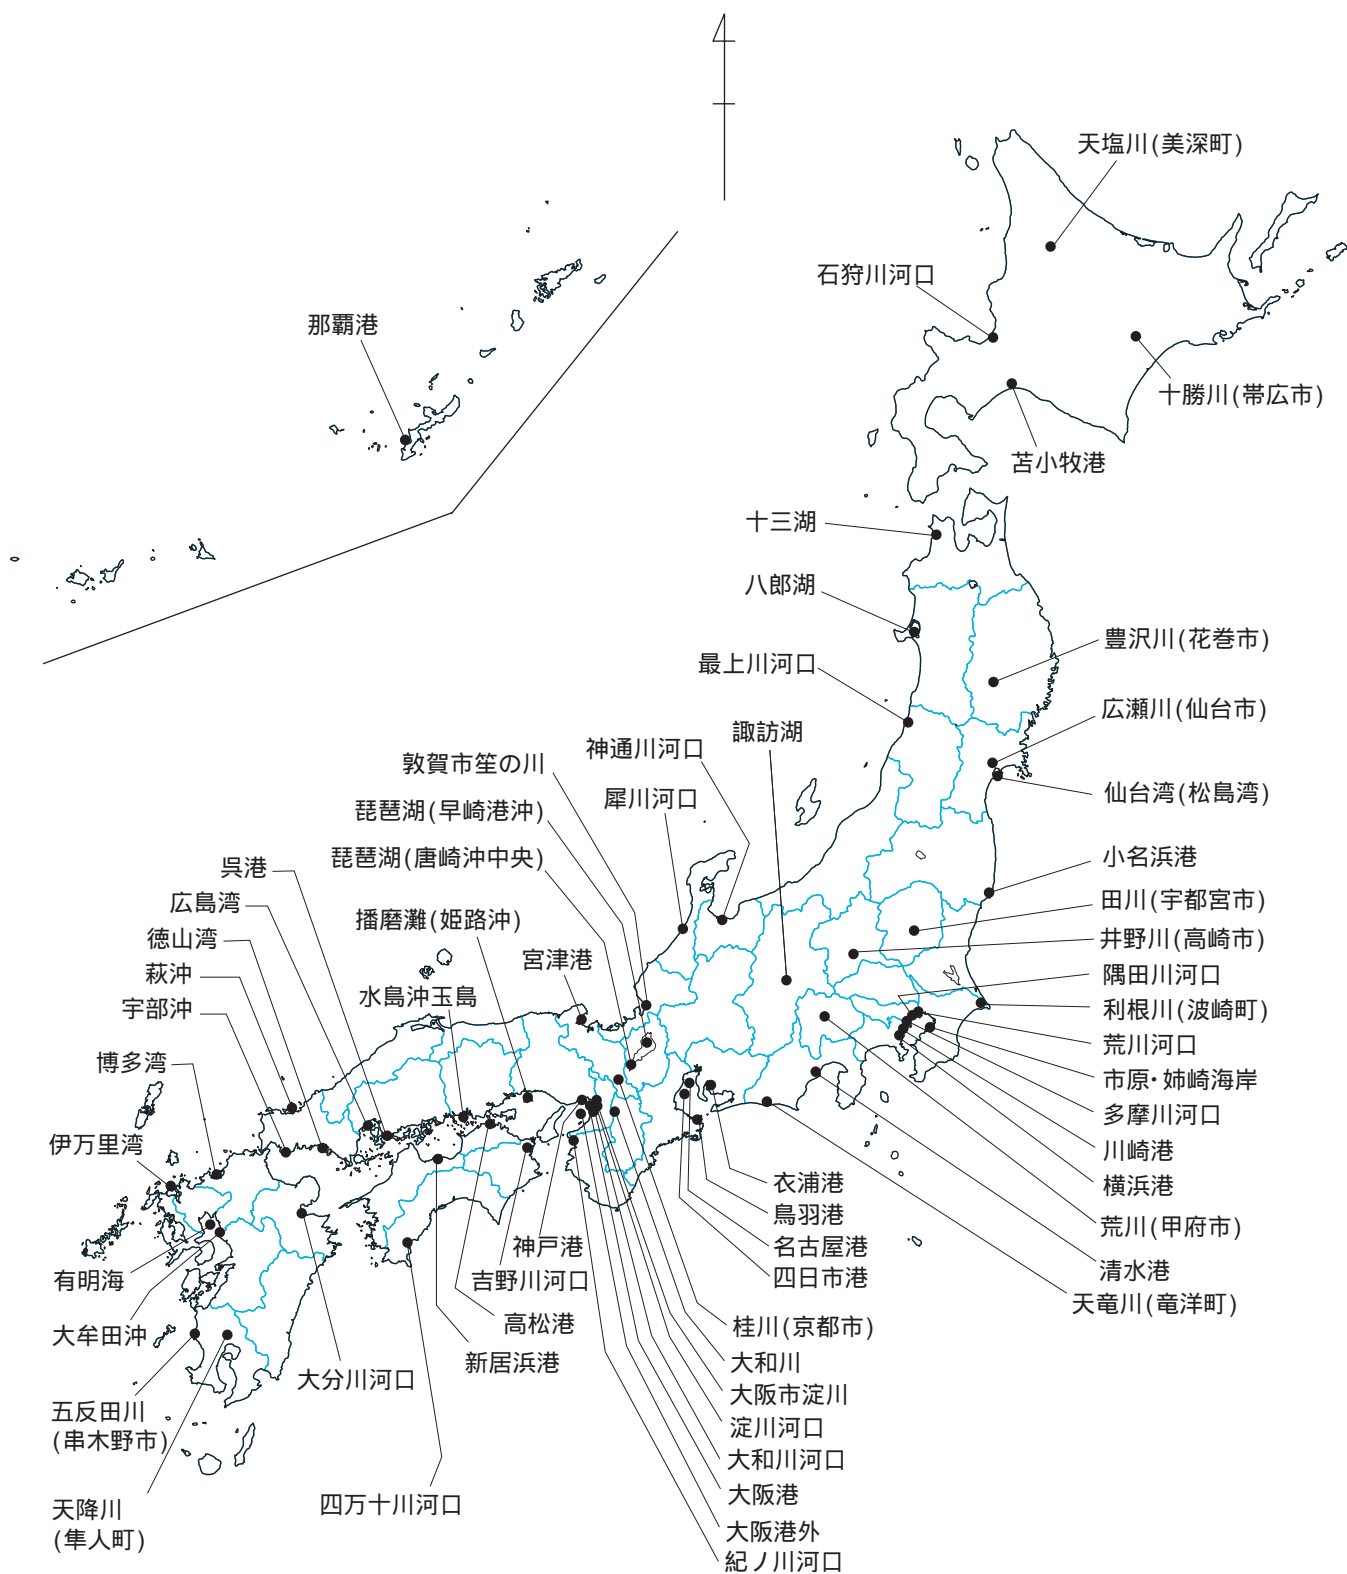 天塩川(美深町)
石狩川河口
那覇港
十勝川(帯広市)
苫小牧港
十三湖
八郎湖
豊沢川(花巻市)
最上川河口
広瀬川(仙台市)
諏訪湖
神通川河口
敦賀市笙の川
仙台湾(松島湾)
犀川河口
琵琶湖(早崎港沖)
琵琶湖(唐崎沖中央)
小名浜港
呉港
田川(宇都宮市)
広島湾
播磨灘(姫路沖)
井野川(高崎市)
徳山湾
宮津港
隅田川河口
萩沖
水島沖玉島
利根川(波崎町)
宇部沖
荒川河口
博多湾
市原・姉崎海岸
多摩川河口
伊万里湾
川崎港
衣浦港
横浜港
鳥羽港
荒川(甲府市)
神戸港
名古屋港
有明海
吉野川河口
四日市港
清水港
天竜川(竜洋町)
高松港
桂川(京都市)
大牟田沖
新居浜港
大和川
大分川河口
大阪市淀川
五反田川
(串木野市)
淀川河口
大和川河口
大阪港
四万十川河口
天降川
(隼人町)
大阪港外
紀ノ川河口